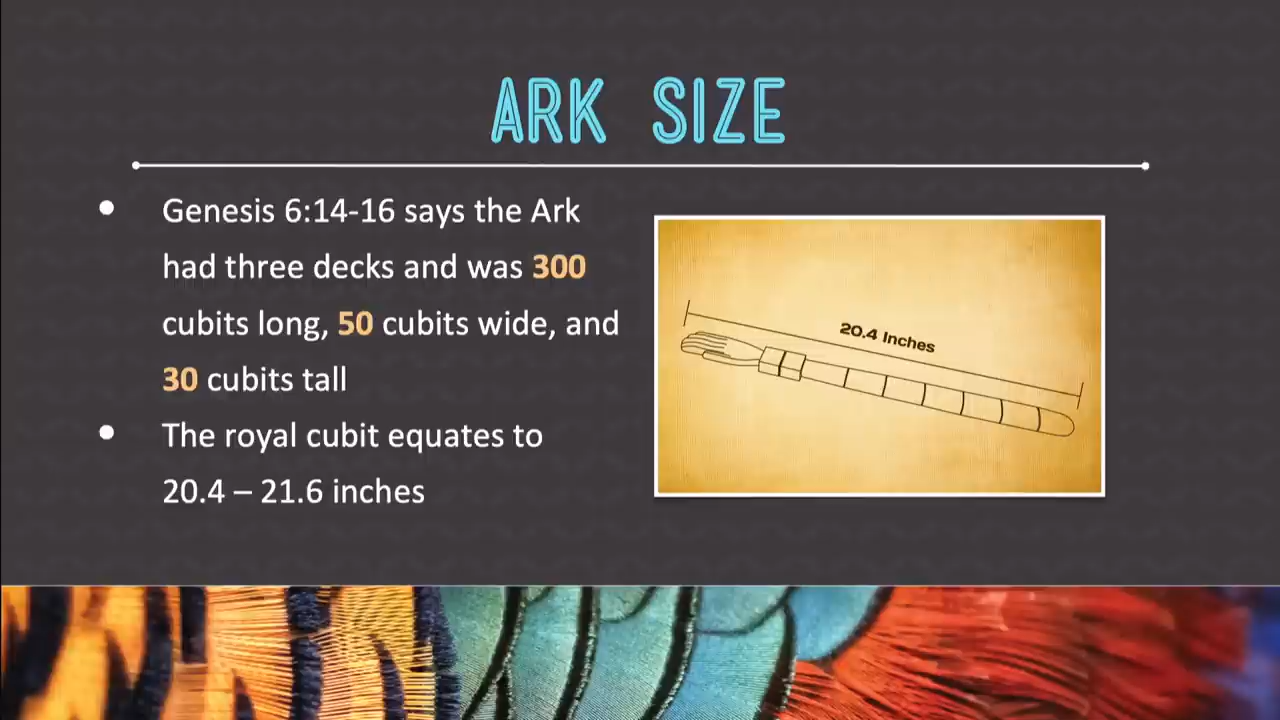 ARK SIZE
• Genesis 6:14-16 says the Ark
had three decks and was 300
cubits long, 50 cubits wide, and
30 cubits tall
• The royal cubit equates to
20.4 – 21.6 inches
20.4 Inches